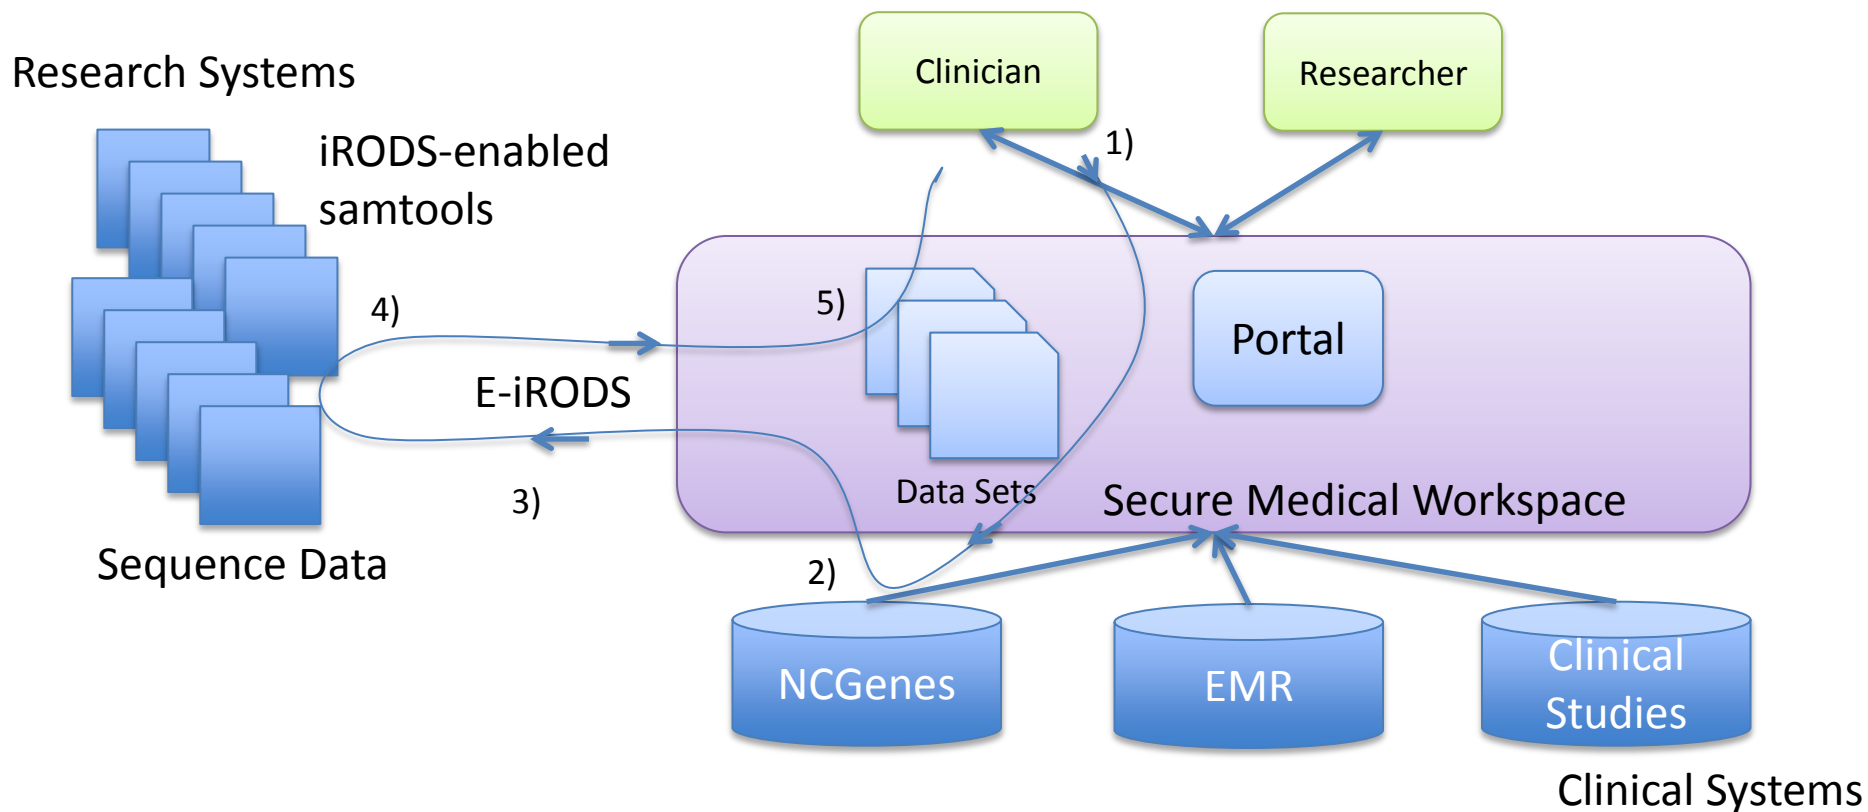 Research Systems
iRODS-enabled
samtools
Clinician
Researcher
1)
4)
5)
E-iRODS
Portal
3)
Data Sets
Secure Medical Workspace
Sequence Data
2)
NCGenes
EMR
Clinical
Studies
Clinical Systems